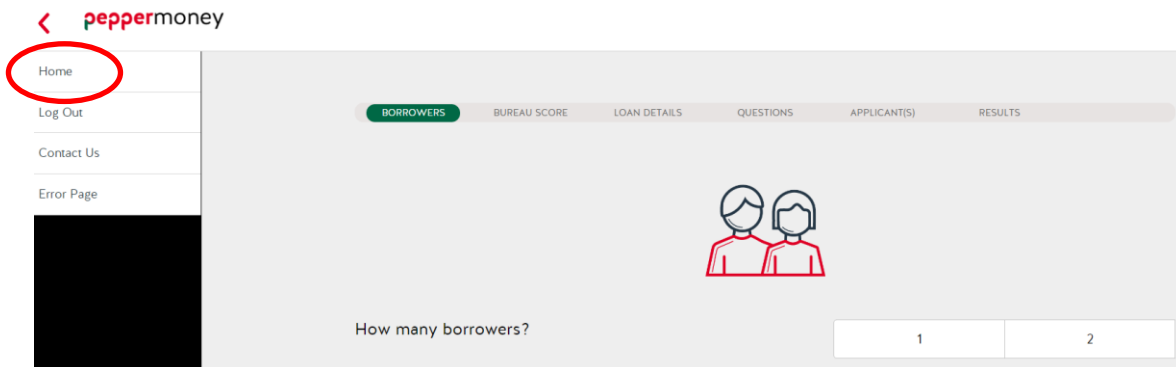 peppermoney
Home
Log Out
Contact Us
Error Page
BORROWERS BUREAU SCORE LOAN DETAILS QUESTIONS APPLICANT(S) RESULTS
How many borrowers? 1 2